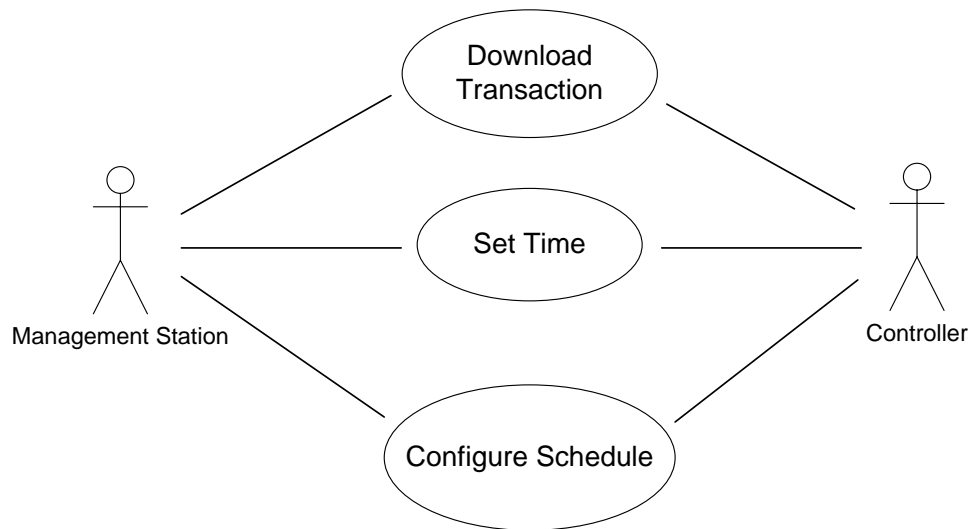 Download
Transaction
Set Time
Management Station
Controller
Configure Schedule